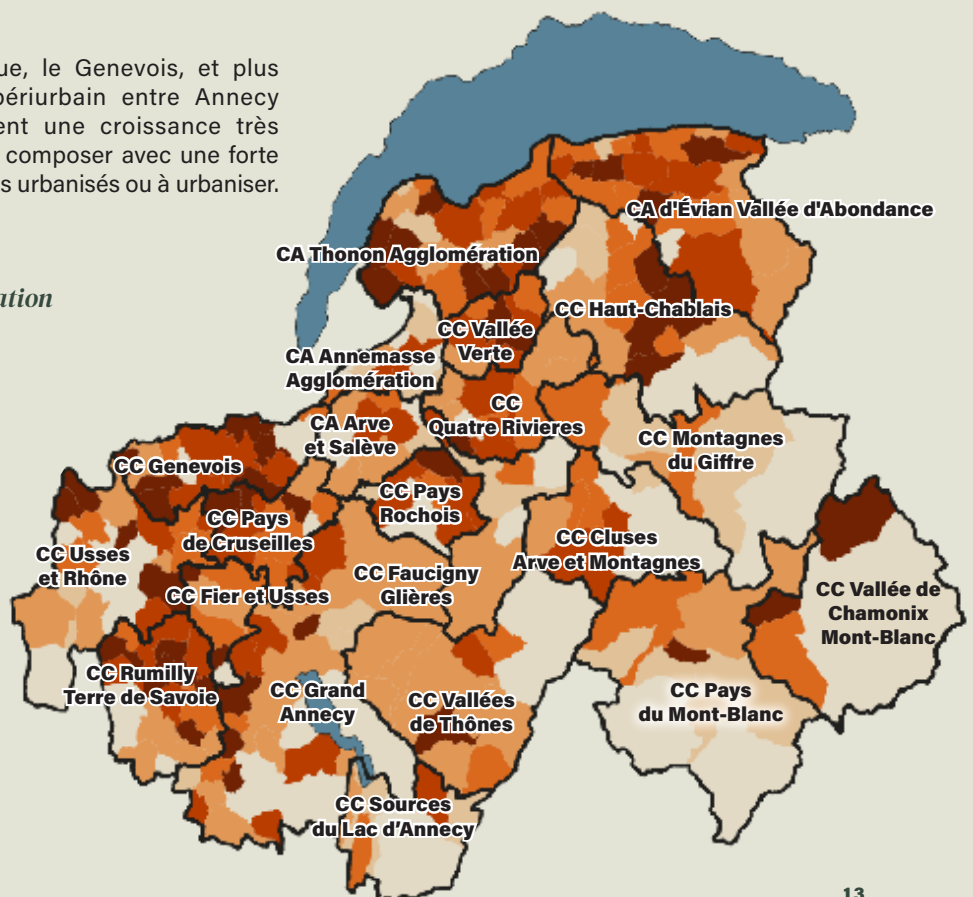 ue, le Genevois, et plus
périurbain entre Annecy
ent une croissance très
composer avec une forte
s urbanisés ou à urbaniser.
ation
CA d'Évian Vallée d'Abondance
CA Thonon Agglomération
CC Haut-Chablais
CC Vallée
Verte
CA Annemasse
Agglomération
CC
Quatre Rivieres
CA Arve
et Salève
CC Montagnes
du Giffre
CC Genevois
CC Pays
Rochois
CC Pays
de Cruseilles
CC Cluses
Arve et Montagnes
CC Usses
et Rhône
CC Faucigny
Glières
CC Fier et Usses
CC Vallée de
Chamonix
Mont-Blanc
CC Rumilly
Terre de Savoie
CC Grand
Annecy
CC Vallées
de Thônes
CC Pays
du Mont-Blanc
CC Sources
du Lac d'Annecy
13